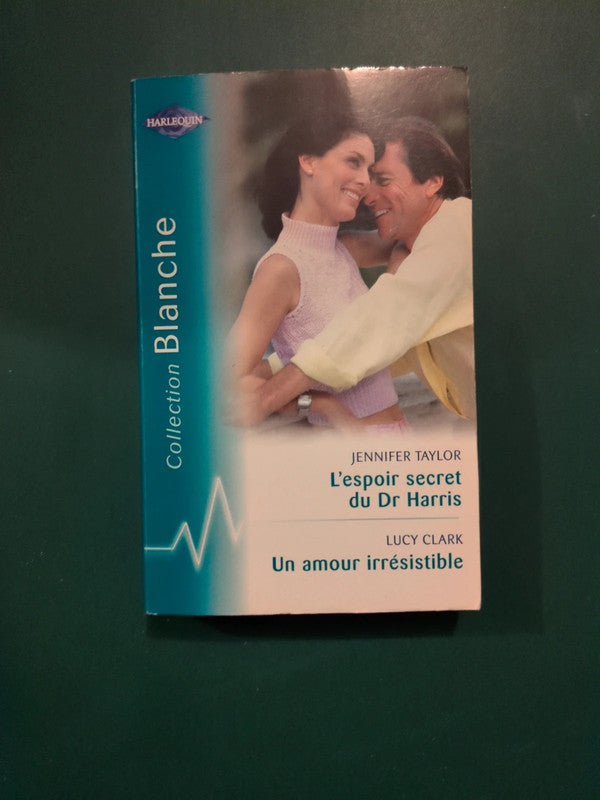 HARLEQUIN
Collection Blanche
JENNIFER TAYLOR
L'espoir secret
du Dr Harris
LUCY CLARK
Un amour irrésistible